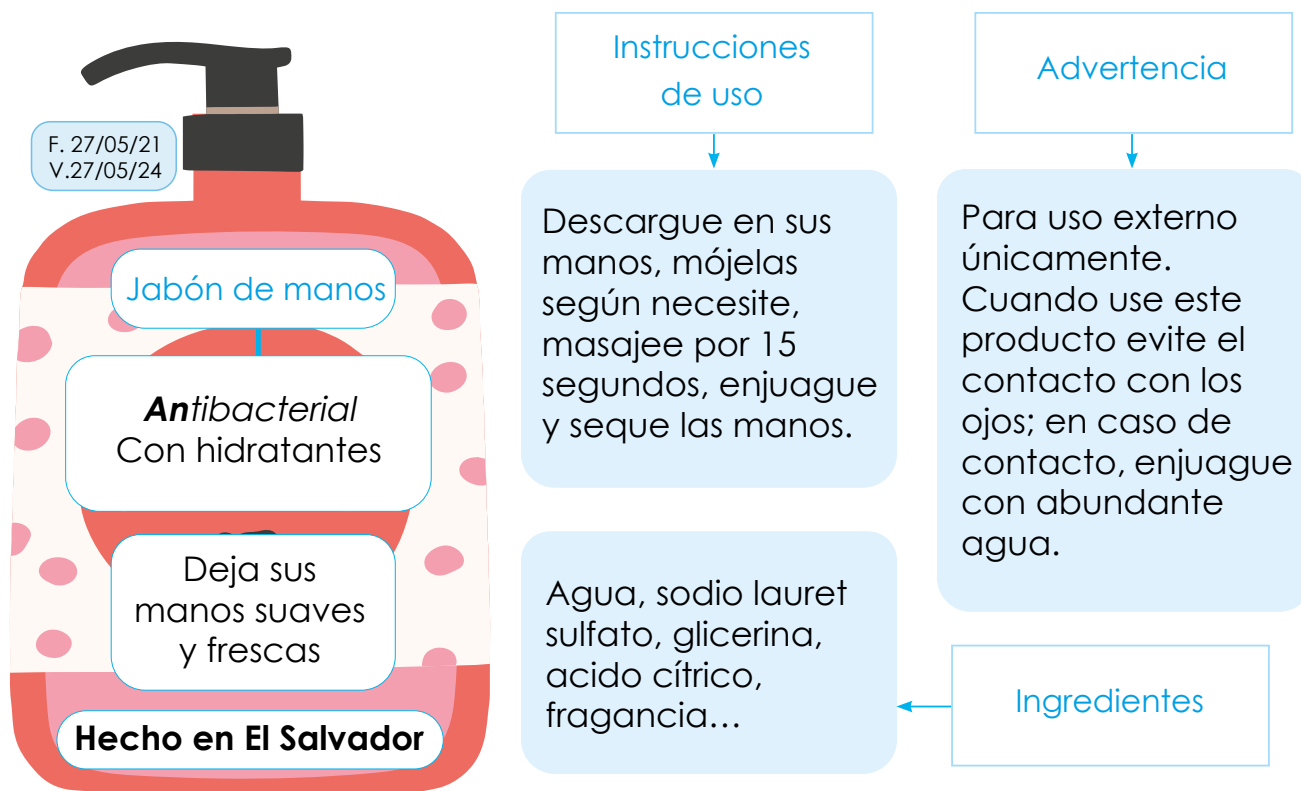 F. 27/05/21
V.27/05/24
Jabón de manos
Antibacterial
Con hidratantes
Deja sus
manos suaves
y frescas
Hecho en El Salvador
Instrucciones
de uso
Descargue en sus
manos, mójelas
según necesite,
masajee por 15
segundos, enjuague
y seque las manos.
Advertencia
Para uso externo
únicamente.
Cuando use este
producto evite el
contacto con los
ojos; en caso de
contacto, enjuague
con abundante
agua.
Ingredientes
Agua, sodio lauret
sulfato, glicerina,
acido cítrico,
fragancia...